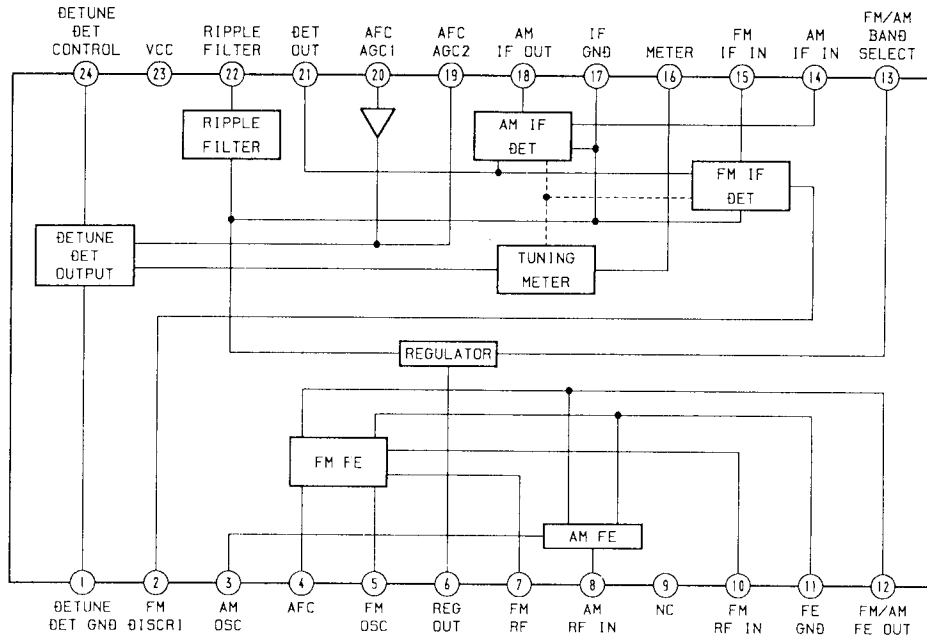 DETUNE
DET
CONTROL
VCC
RIPPLE
FILTER
DET
OUT
AFC
AGC1
AFC
AGC2
AM
IF OUT
IF
GND
METER
FM
IF IN
AM
IF IN
FM/AM
BAND
SELECT
24
23
22
21
20
19
18
17
16
15
14
13
RIPPLE
FILTER
AM IF
DET
FM IF
DET
DETUNE
DET
OUTPUT
TUNING
METER
REGULATOR
FM FE
AM FE
1
2
3
4
5
6
7
8
9
10
11
12
DETUNE
DET GND
FM
DISCRI
AM
OSC
AFC
FM
OSC
REG
OUT
FM
RF
AM
RF IN
NC
FM
RF IN
FE
GND
FM/AM
FE OUT